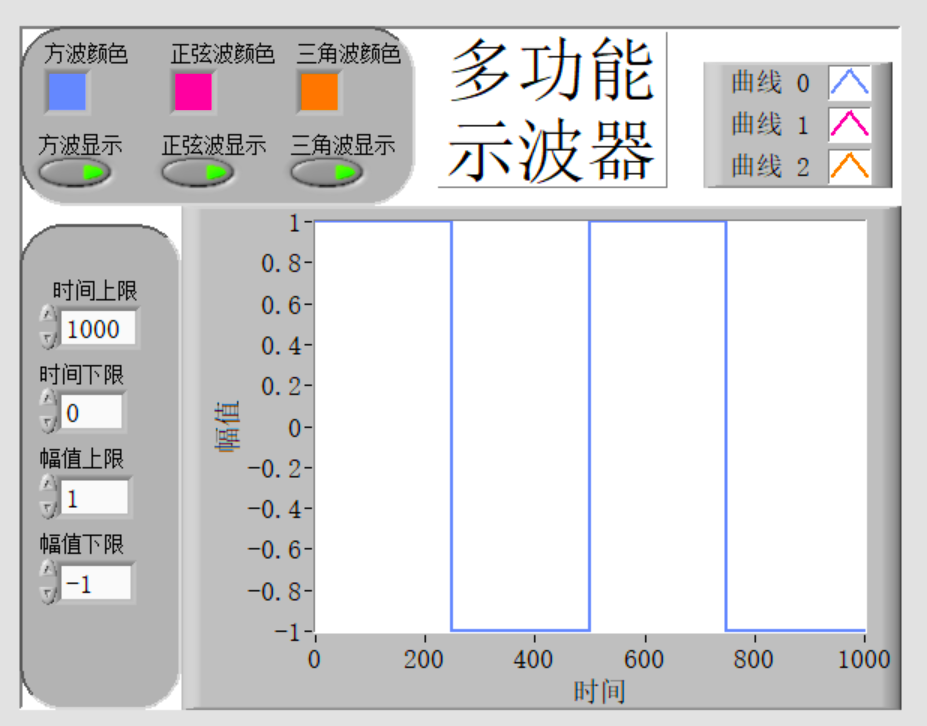 方波颜色 正弦波颜色 三角波颜色
方波显示 正弦波显示 三角波显示
多功能
示波器
曲线 0
曲线 1
曲线 2
时间上限
1000
时间下限
0
幅值上限
1
幅值下限
-1
幅值
1
0.8
0.6
0.4
0.2
0
-0.2
-0.4
-0.6
-0.8
-1
0 200 400 600 800 1000
时间